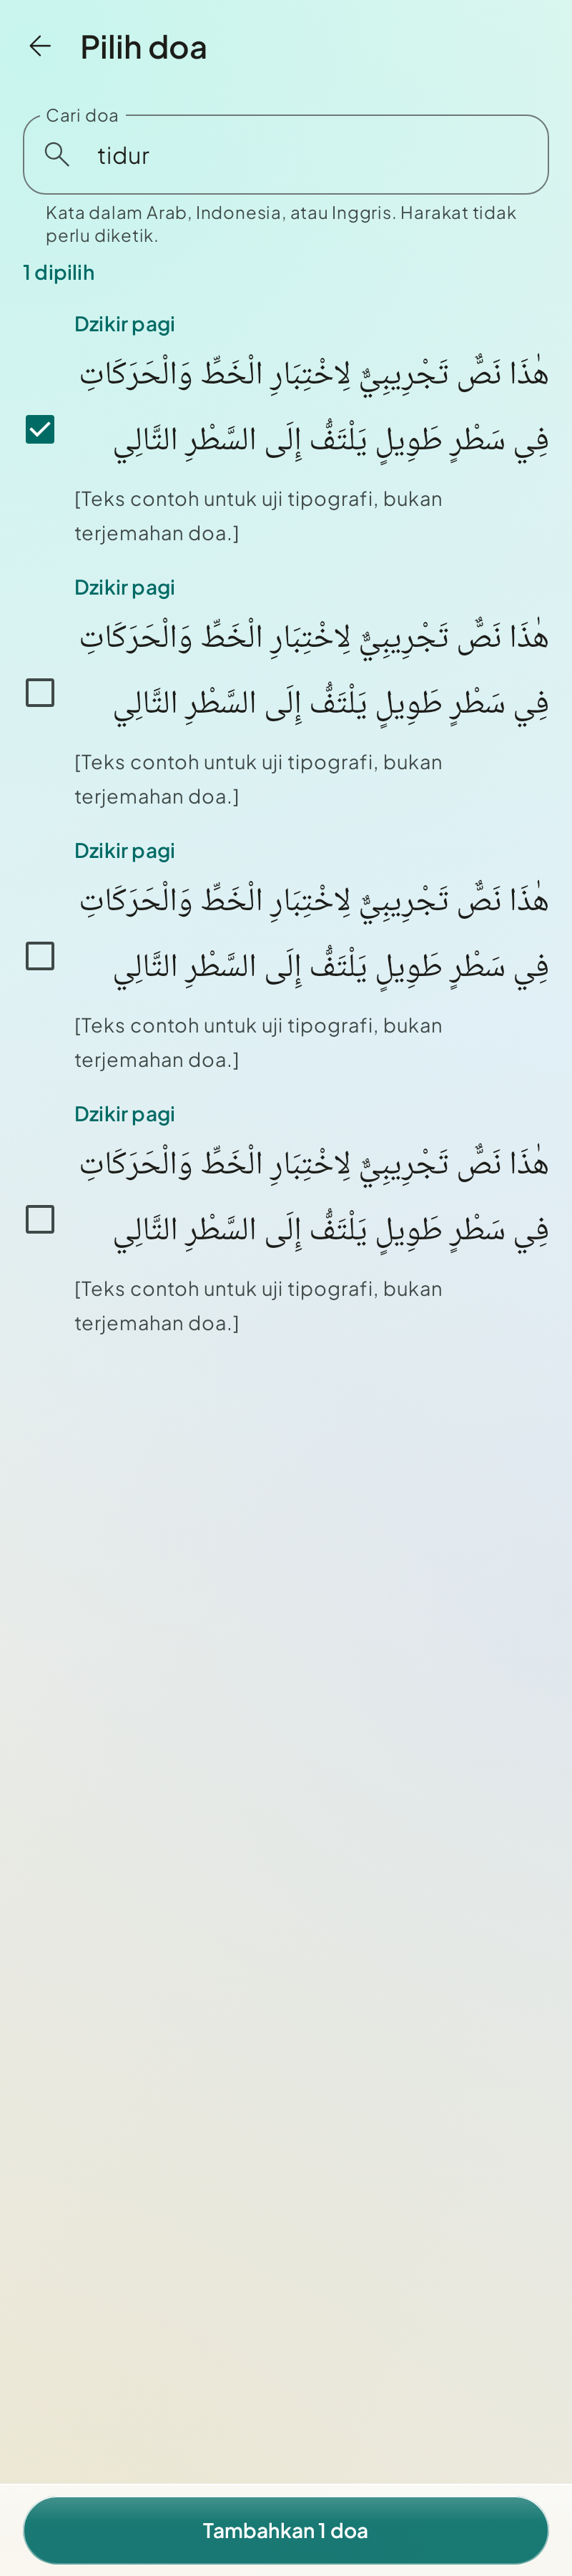 Pilih doa
Cari doa
tidur
Kata dalam Arab, Indonesia, atau Inggris. Harakat tidak
perlu diketik.
1 dipilih
Dzikir pagi
هٰذَا نَصٌّ تَجْرِيبِيٌّ لِاخْتِبَارِ الْخَطِّ وَالْحَرَكَاتِ
فِي سَطْرٍ طَوِيلٍ يَلْتَفُّ إِلَى السَّطْرِ التَّالِي
[Teks contoh untuk uji tipografi, bukan
terjemahan doa.]
Dzikir pagi
هٰذَا نَصٌّ تَجْرِيبِيٌّ لِاخْتِبَارِ الْخَطِّ وَالْحَرَكَاتِ
فِي سَطْرٍ طَوِيلٍ يَلْتَفُّ إِلَى السَّطْرِ التَّالِي
[Teks contoh untuk uji tipografi, bukan
terjemahan doa.]
Dzikir pagi
هٰذَا نَصٌّ تَجْرِيبِيٌّ لِاخْتِبَارِ الْخَطِّ وَالْحَرَكَاتِ
فِي سَطْرٍ طَوِيلٍ يَلْتَفُّ إِلَى السَّطْرِ التَّالِي
[Teks contoh untuk uji tipografi, bukan
terjemahan doa.]
Dzikir pagi
هٰذَا نَصٌّ تَجْرِيبِيٌّ لِاخْتِبَارِ الْخَطِّ وَالْحَرَكَاتِ
فِي سَطْرٍ طَوِيلٍ يَلْتَفُّ إِلَى السَّطْرِ التَّالِي
[Teks contoh untuk uji tipografi, bukan
terjemahan doa.]
Tambahkan 1 doa